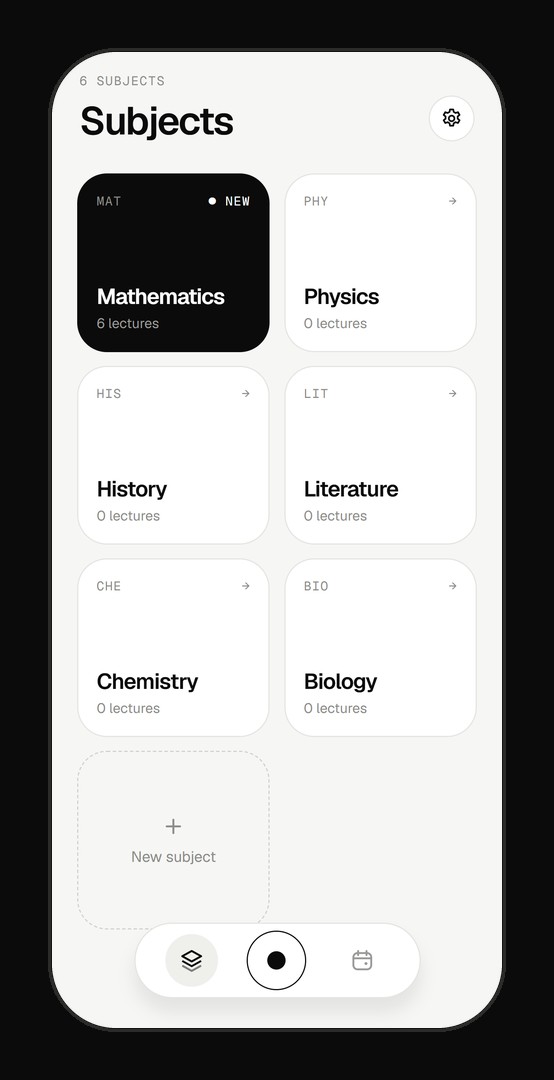 6 SUBJECTS
Subjects
MAT
NEW
Mathematics
6 lectures
PHY
Physics
0 lectures
HIS
History
0 lectures
LIT
Literature
0 lectures
CHE
Chemistry
0 lectures
BIO
Biology
0 lectures
New subject